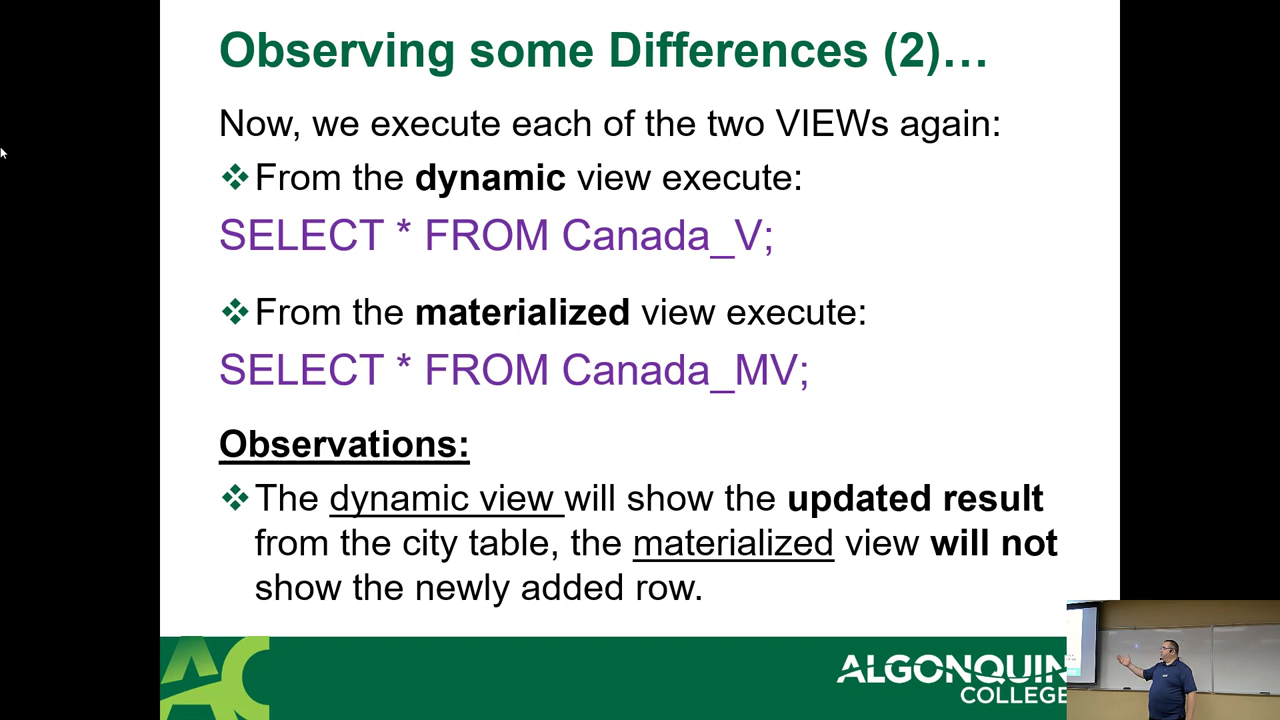 Observing some Differences (2)…
Now, we execute each of the two VIEWs again:
❖From the dynamic view execute:
SELECT * FROM Canada_V;
❖From the materialized view execute:
SELECT * FROM Canada_MV;
Observations:
❖The dynamic view will show the updated result
from the city table, the materialized view will not
show the newly added row.
AC
ALGONQUIN
COLLEGE